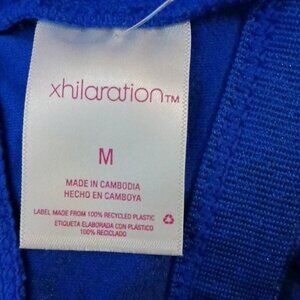 xhilaration™
M
MADE IN CAMBODIA
HECHO EN CAMBOYA
LABEL MADE FROM 100% RECYCLED PLASTIC
ETIQUETA ELABORADA CON PLÁSTICO
100% RECICLADO